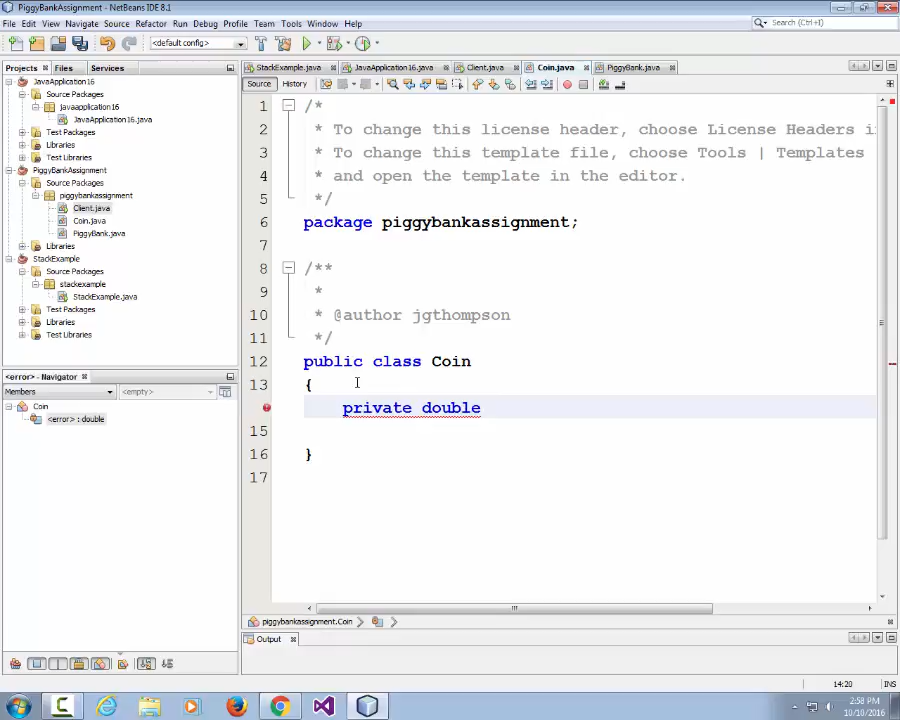 PiggyBankAssignment - NetBeans IDE 8.1
File Edit View Navigate Source Refactor Run Debug Profile Team Tools Window Help
Search (Ctrl+I)
<default config>
Projects Files Services
StackExample.java JavaApplication16.java Client.java Coin.java PiggyBank.java
Source History
JavaApplication16
Source Packages
javaapplication16
JavaApplication16.java
Test Packages
Libraries
Test Libraries
PiggyBankAssignment
Source Packages
piggybankassignment
Client.java
Coin.java
PiggyBank.java
Libraries
StackExample
Source Packages
stackexample
StackExample.java
Test Packages
Libraries
Test Libraries
<error> - Navigator
Members <empty>
Coin
<error> : double
1 /*
2 * To change this license header, choose License Headers i
3 * To change this template file, choose Tools | Templates
4 * and open the template in the editor.
5 */
6 package piggybankassignment;
7
8 /**
9 *
10 * @author jgthompson
11 */
12 public class Coin
13 {
private double
15
16 }
17
piggybankassignment.Coin
Output
14:20 INS
2:58 PM
10/10/2016